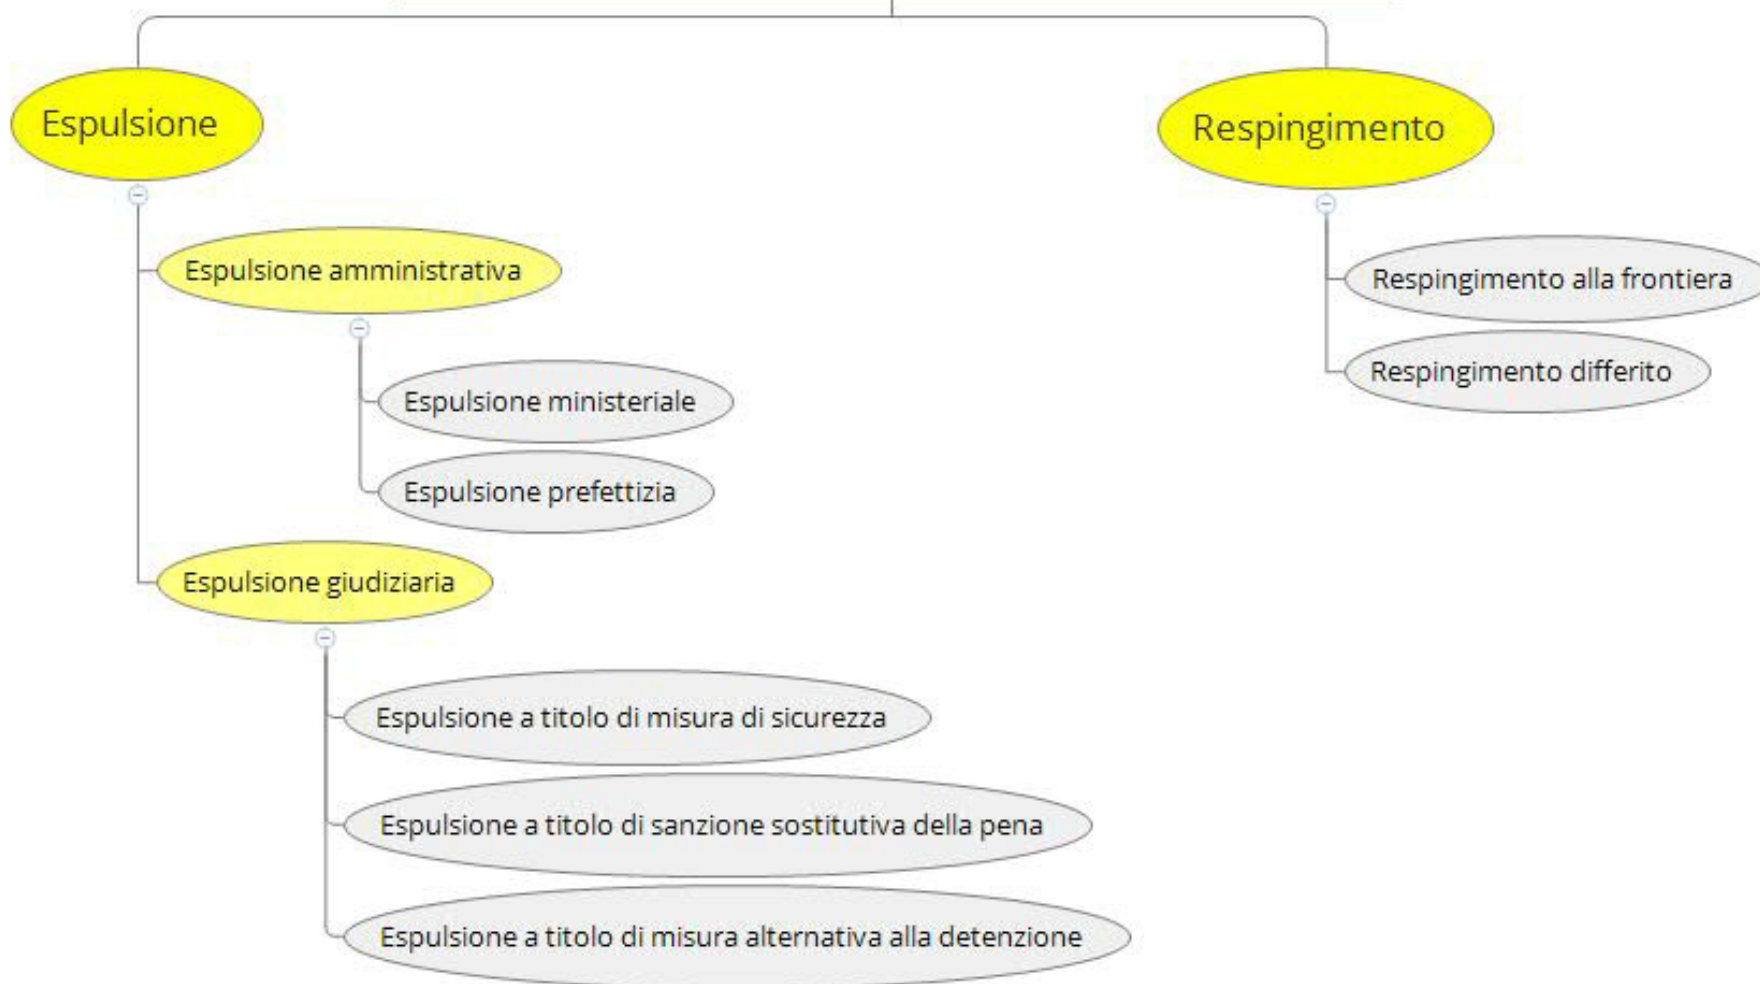 Espulsione
Espulsione amministrativa
Espulsione ministeriale
Espulsione prefettizia
Espulsione giudiziaria
Espulsione a titolo di misura di sicurezza
Espulsione a titolo di sanzione sostitutiva della pena
Espulsione a titolo di misura alternativa alla detenzione
Respingimento
Respingimento alla frontiera
Respingimento differito